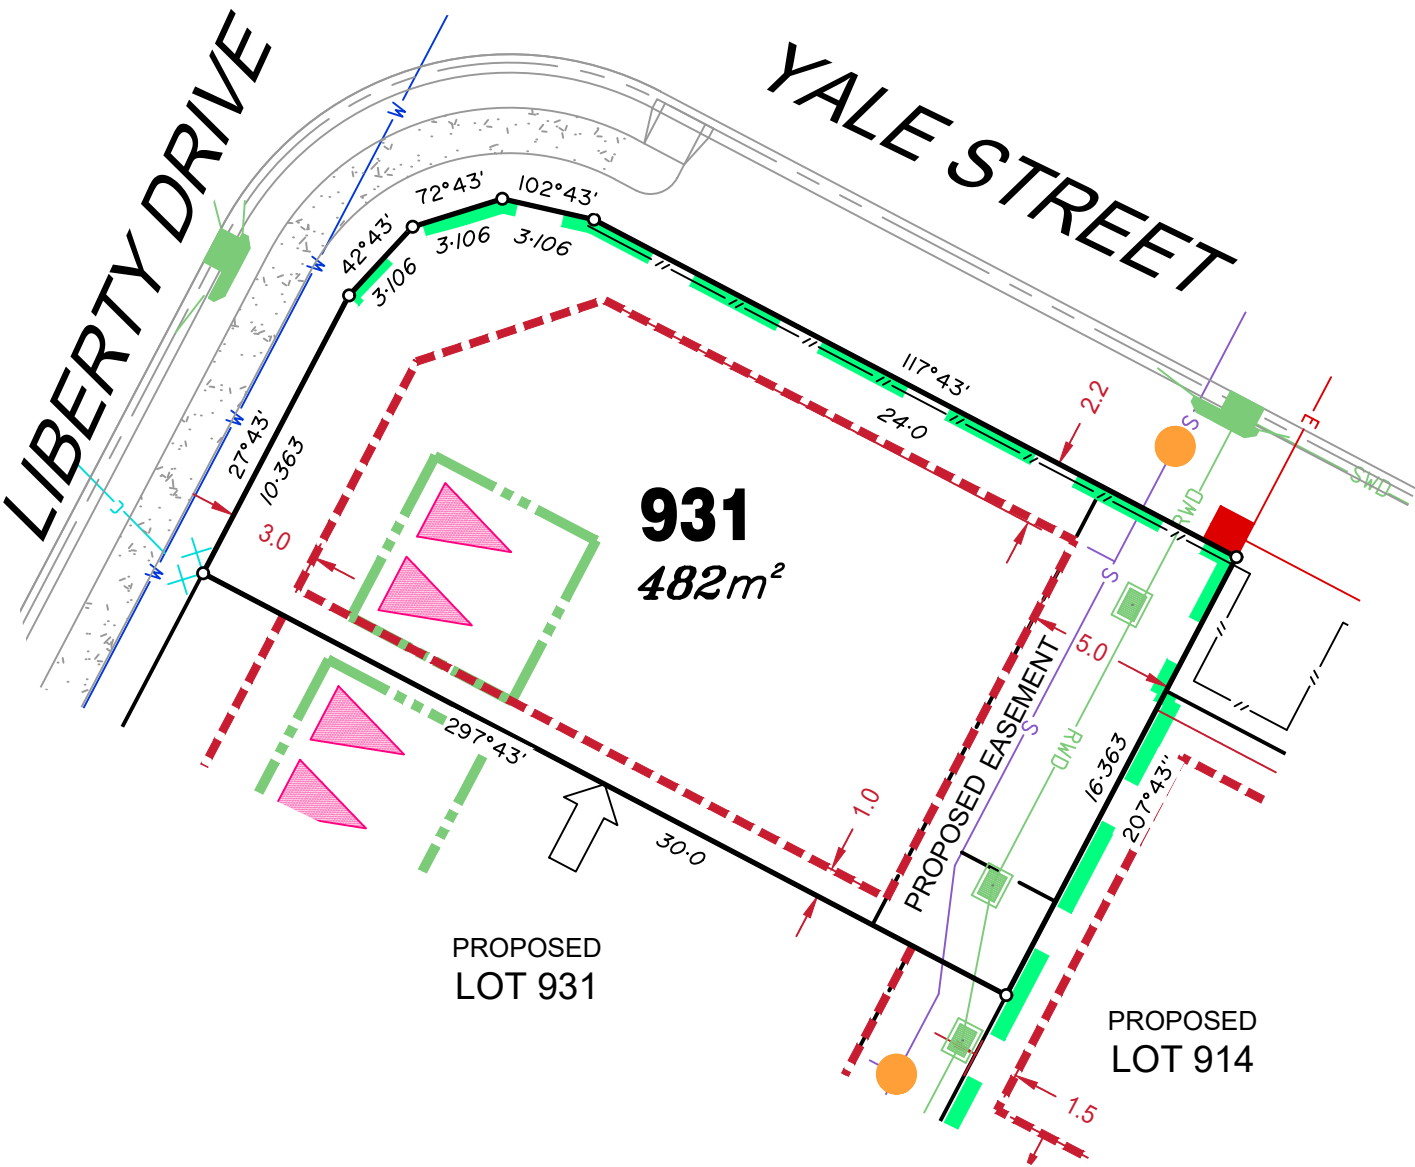 LIBERTY DRIVE
YALE STREET
W
72°43'
102°43'
42°43'
3·106
3·106
3·106
W
117°43'
2.2
24·0
S
E
SWD
27°43'
W
10·363
931
482m²
RWD
3.0
W
S
5.0
PROPOSED EASEMENT
S
RWD
16·363
207°43''
297°43'
1.0
30·0
PROPOSED
LOT 931
PROPOSED
LOT 914
1.5